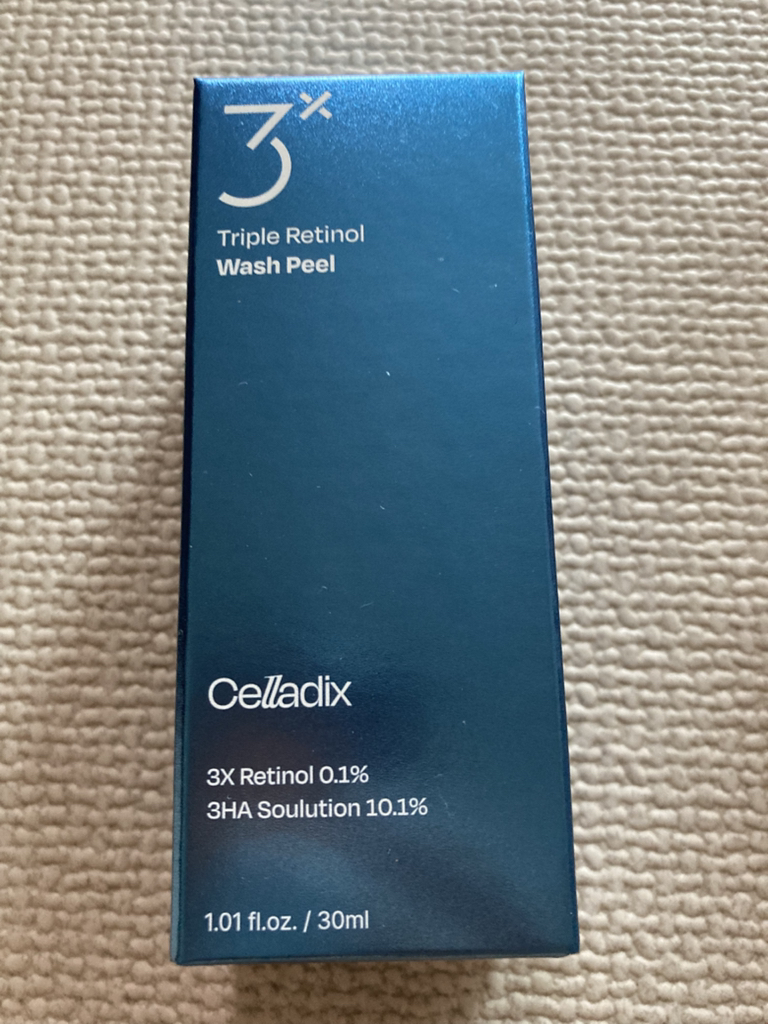 3x
Triple Retinol
Wash Peel
Celladix
3X Retinol 0.1%
3HA Soulution 10.1%
1.01 fl.oz. / 30ml